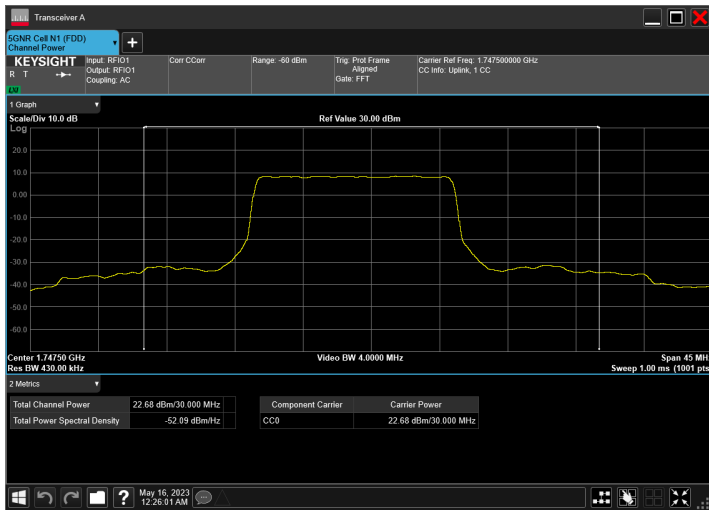 Transceiver A
5GNR Cell N1 (FDD)
Channel Power
KEYSIGHT
R T
LXI
Input: RFIO1
Output: RFIO1
Coupling: AC
Corr CCorr
Range: -60 dBm
Trig: Prot Frame
Aligned
Gate: FFT
Carrier Ref Freq: 1.747500000 GHz
CC Info: Uplink, 1 CC
1 Graph
Scale/Div 10.0 dB
Ref Value 30.00 dBm
Log
20.0
10.0
0.00
-10.0
-20.0
-30.0
-40.0
-50.0
-60.0
Center 1.74750 GHz
Video BW 4.0000 MHz
Span 45 MHz
Res BW 430.00 kHz
Sweep 1.00 ms (1001 pts
2 Metrics
Total Channel Power 22.68 dBm/30.000 MHz
Total Power Spectral Density -52.09 dBm/Hz
Component Carrier Carrier Power
CC0 22.68 dBm/30.000 MHz
?
May 16, 2023
12:26:01 AM